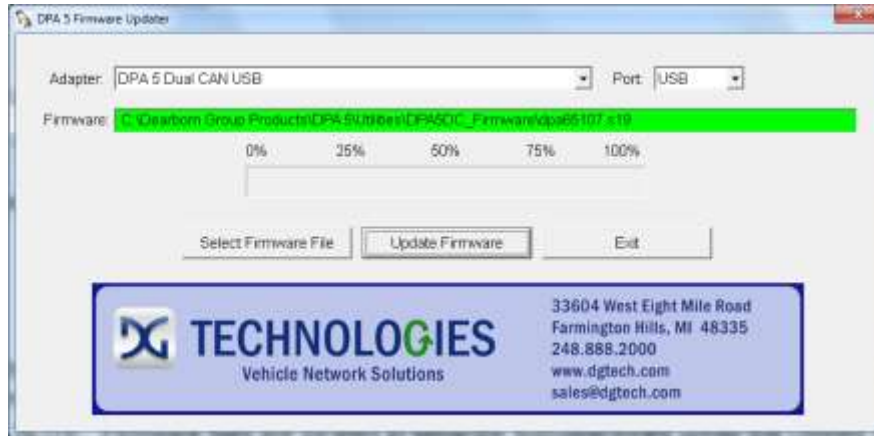 DPA 5 Firmware Updater
Adapter: DPA 5 Dual CAN USB Port: USB
Firmware: C:\Dearborn Group Products\DPA 5\Utilities\DPA5DC_Firmware\dpa65107.s19
0% 25% 50% 75% 100%
Select Firmware File Update Firmware Exit
DG TECHNOLOGIES
Vehicle Network Solutions
33604 West Eight Mile Road
Farmington Hills, MI 48335
248.888.2000
www.dgtech.com
sales@dgtech.com